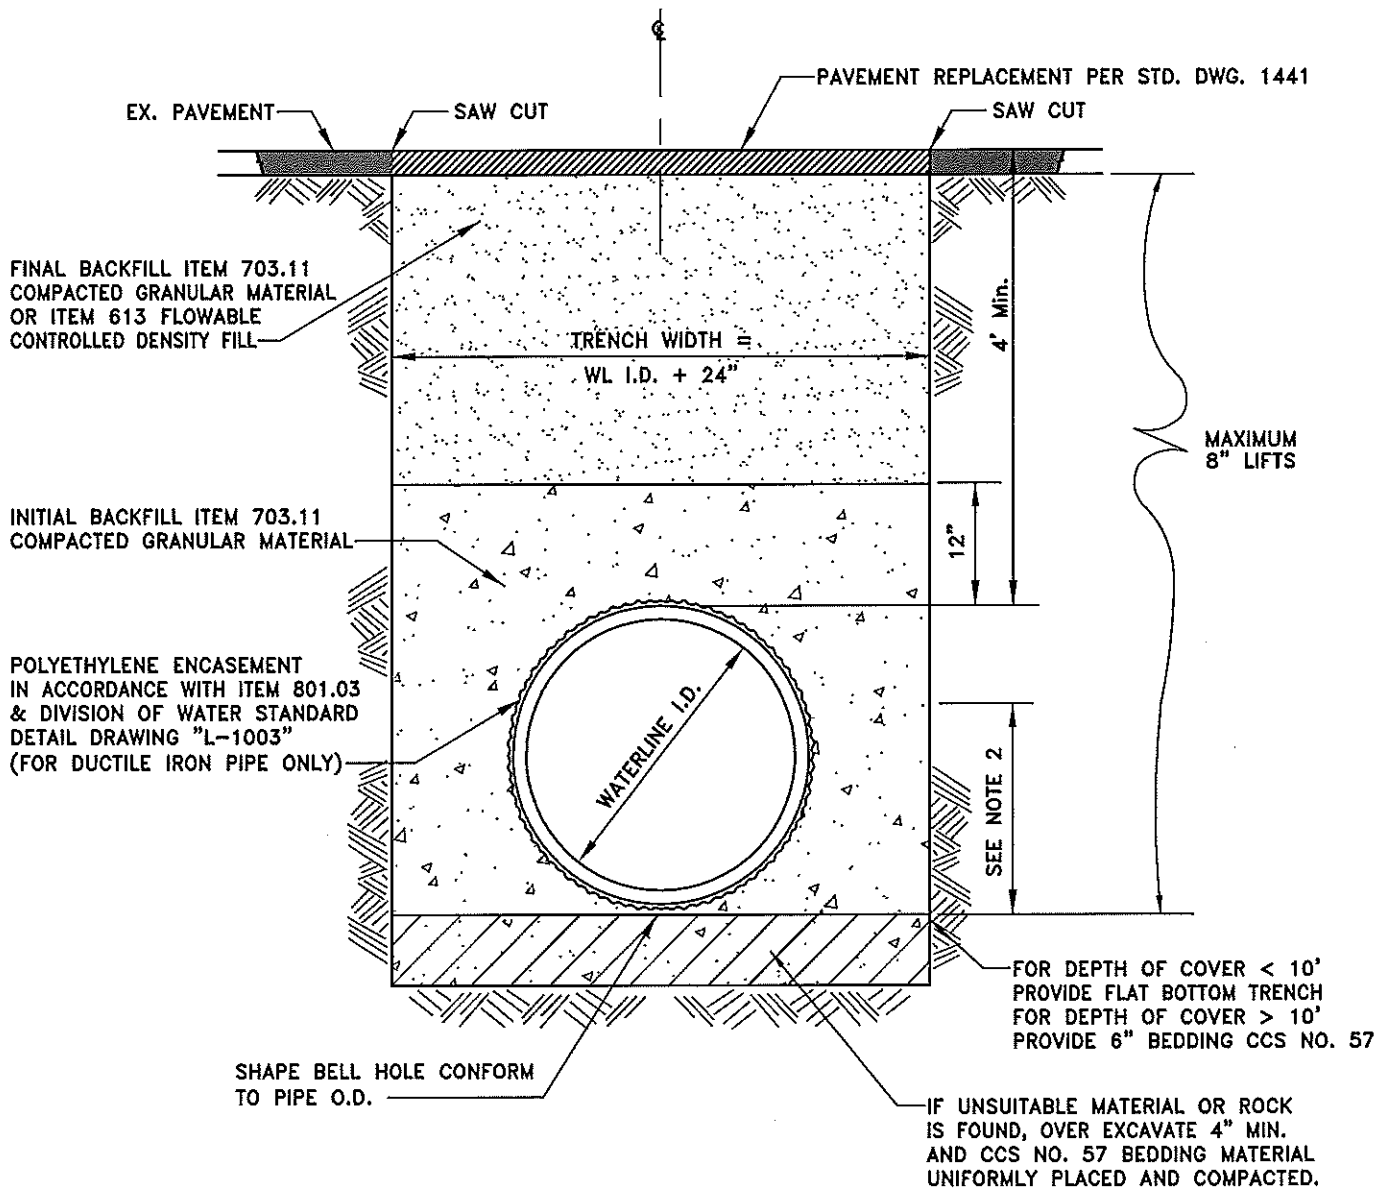 ℄
PAVEMENT REPLACEMENT PER STD. DWG. 1441
EX. PAVEMENT
SAW CUT
SAW CUT
FINAL BACKFILL ITEM 703.11
COMPACTED GRANULAR MATERIAL
OR ITEM 613 FLOWABLE
CONTROLLED DENSITY FILL
TRENCH WIDTH =
WL I.D. + 24"
4' Min.
MAXIMUM
8" LIFTS
INITIAL BACKFILL ITEM 703.11
COMPACTED GRANULAR MATERIAL
12"
POLYETHYLENE ENCASEMENT
IN ACCORDANCE WITH ITEM 801.03
& DIVISION OF WATER STANDARD
DETAIL DRAWING "L-1003"
(FOR DUCTILE IRON PIPE ONLY)
WATERLINE I.D.
SEE NOTE 2
FOR DEPTH OF COVER < 10'
PROVIDE FLAT BOTTOM TRENCH
FOR DEPTH OF COVER > 10'
PROVIDE 6" BEDDING CCS NO. 57
SHAPE BELL HOLE CONFORM
TO PIPE O.D.
IF UNSUITABLE MATERIAL OR ROCK
IS FOUND, OVER EXCAVATE 4" MIN.
AND CCS NO. 57 BEDDING MATERIAL
UNIFORMLY PLACED AND COMPACTED.